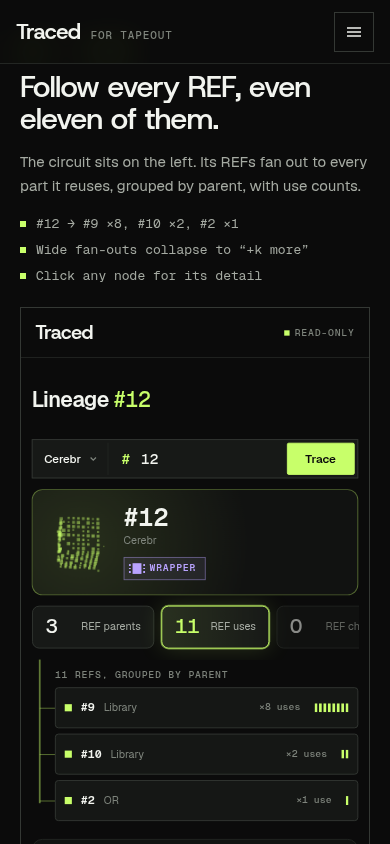 Traced FOR TAPEOUT
Follow every REF, even
eleven of them.
The circuit sits on the left. Its REFs fan out to every
part it reuses, grouped by parent, with use counts.
#12 → #9 ×8, #10 ×2, #2 ×1
Wide fan-outs collapse to “+k more”
Click any node for its detail
Traced READ-ONLY
Lineage #12
Cerebr # 12 Trace
#12
Cerebr
WRAPPER
3 REF parents 11 REF uses 0 REF ch
11 REFS, GROUPED BY PARENT
#9 Library ×8 uses
#10 Library ×2 uses
#2 OR ×1 use